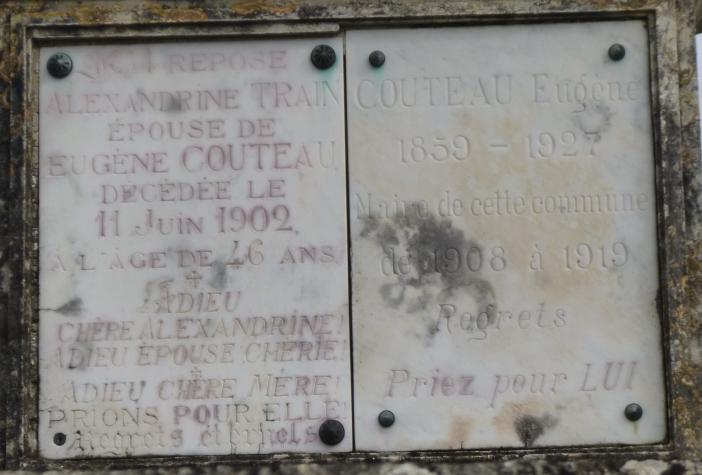 ICI REPOSE
ALEXANDRINE TRAIN
ÉPOUSE DE
EUGÈNE COUTEAU,
DÉCÉDÉE LE
11 JUIN 1902,
À L'ÂGE DE 46 ANS
ADIEU
CHÈRE ALEXANDRINE!
ADIEU ÉPOUSE CHÉRIE!
ADIEU CHÈRE MÈRE!
PRIONS POUR ELLE!
Regrets éternels
COUTEAU Eugène
1859 - 1927
Maire de cette commune
de 1908 à 1919
Regrets
Priez pour LUI